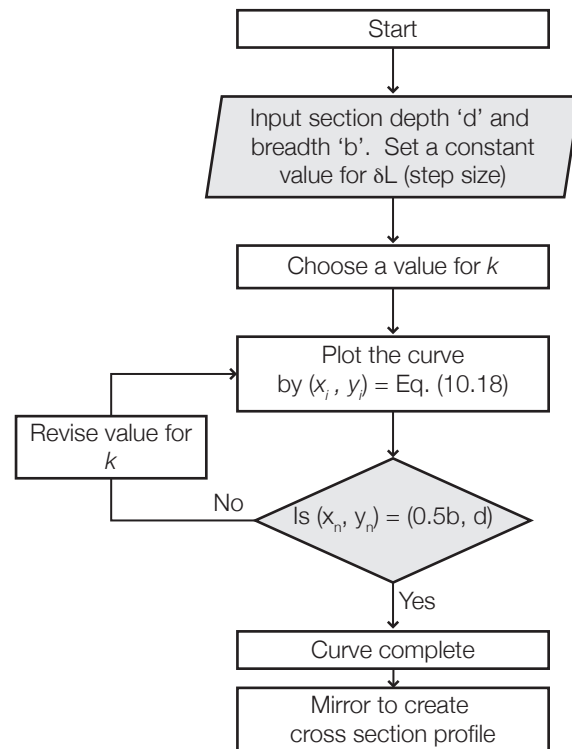 Start
Input section depth ‘d’ and
breadth ‘b’. Set a constant
value for δL (step size)
Choose a value for k
Plot the curve
by (xᵢ , yᵢ) = Eq. (10.18)
Revise value for
k
No
Is (xₙ, yₙ) = (0.5b, d)
Yes
Curve complete
Mirror to create
cross section profile